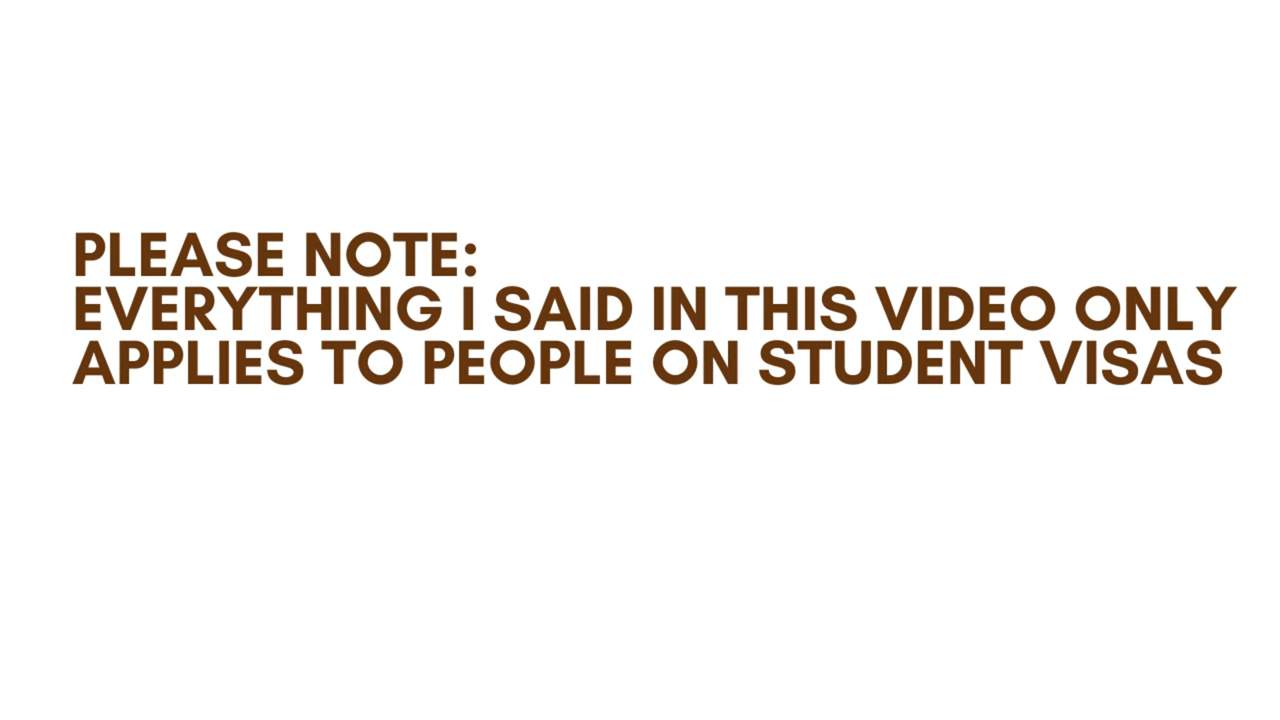 PLEASE NOTE:
EVERYTHING I SAID IN THIS VIDEO ONLY
APPLIES TO PEOPLE ON STUDENT VISAS